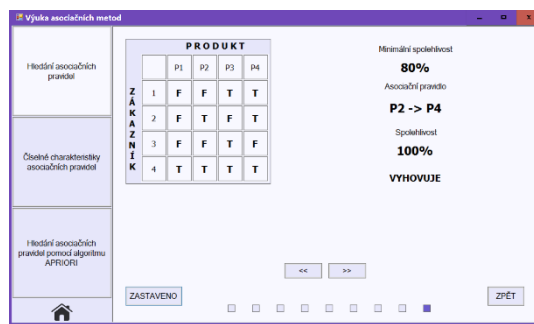 Výuka asociačních metod
Hledání asociačních
pravidel
Číselné charakteristiky
asociačních pravidel
Hledání asociačních
pravidel pomocí algoritmu
APRIORI
PRODUKT
ZÁKAZNÍK
P1 P2 P3 P4
1 F F T T
2 F T F T
3 F F T F
4 T T T T
Minimální spolehlivost
80%
Asociační pravidlo
P2 -> P4
Spolehlivost
100%
VYHOVUJE
<< >>
ZASTAVENO
ZPĚT